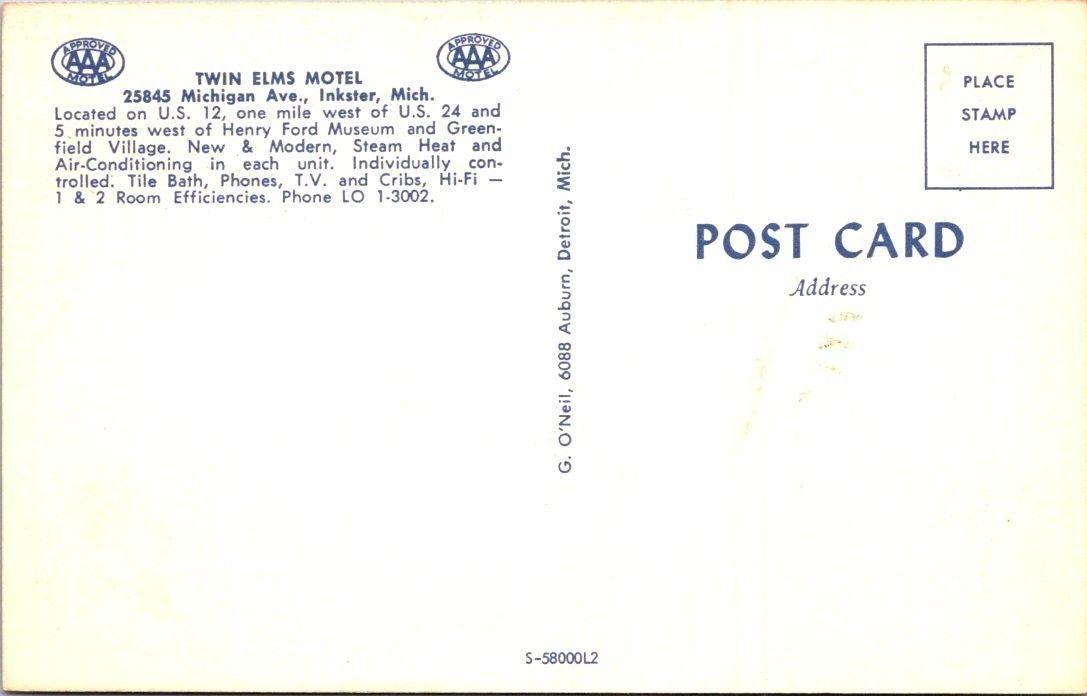 APPROVED
AAA
MOTEL
APPROVED
AAA
MOTEL
TWIN ELMS MOTEL
25845 Michigan Ave., Inkster, Mich.
Located on U.S. 12, one mile west of U.S. 24 and
5 minutes west of Henry Ford Museum and Green-
field Village. New & Modern, Steam Heat and
Air-Conditioning in each unit. Individually con-
trolled. Tile Bath, Phones, T.V. and Cribs, Hi-Fi —
1 & 2 Room Efficiencies. Phone LO 1-3002.
G. O'Neil, 6088 Auburn, Detroit, Mich.
PLACE
STAMP
HERE
POST CARD
Address
S-58000L2